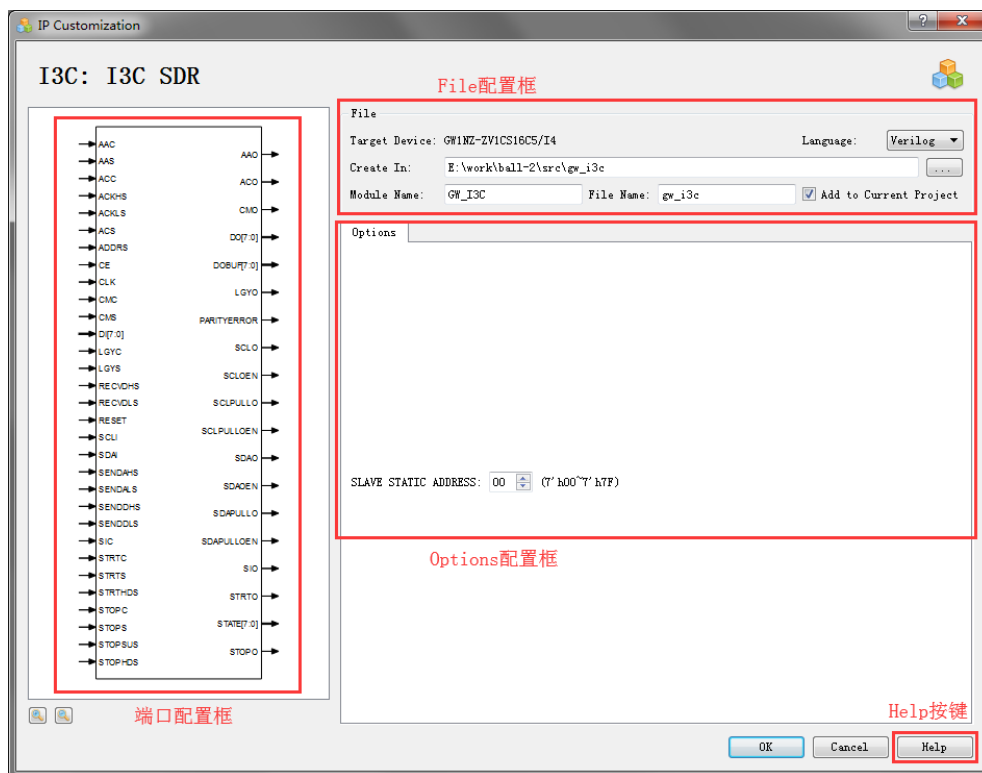 IP Customization
I3C: I3C SDR
File配置框
File
Target Device: GW1NZ-ZV1CS16C5/I4
Language: Verilog
Create In: E:\work\ball-2\src\gw_i3c ...
Module Name: GW_I3C File Name: gw_i3c Add to Current Project
Options
SLAVE STATIC ADDRESS: 00 (7'h00~7'h7F)
Options配置框
AAC
AAS
ACC
ACKHS
ACKLS
ACS
ADDRS
CE
CLK
CMC
CMS
DI[7:0]
LGYC
LGYS
RECVDHS
RECVDLS
RESET
SCLI
SDAI
SENDAHS
SENDALS
SENDDHS
SENDDLS
SIC
STRTC
STRTS
STRTHDS
STOPC
STOPS
STOPSUS
STOPHDS
AAO
ACO
CMO
DO[7:0]
DOBUF[7:0]
LGYO
PARITYERROR
SCLO
SCLOEN
SCLPULLO
SCLPULLOEN
SDAO
SDAOEN
SDAPULLO
SDAPULLOEN
SIO
STRTO
STATE[7:0]
STOPO
端口配置框
Help按键
OK Cancel Help